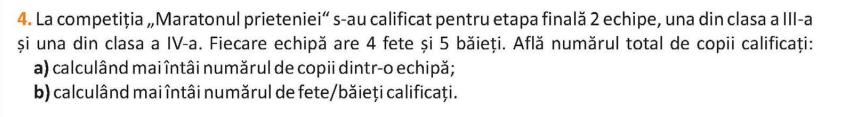 4. La competiția „Maratonul prieteniei“ s-au calificat pentru etapa finală 2 echipe, una din clasa a III-a
și una din clasa a IV-a. Fiecare echipă are 4 fete și 5 băieți. Află numărul total de copii calificați:
a) calculând mai întâi numărul de copii dintr-o echipă;
b) calculând mai întâi numărul de fete/băieți calificați.